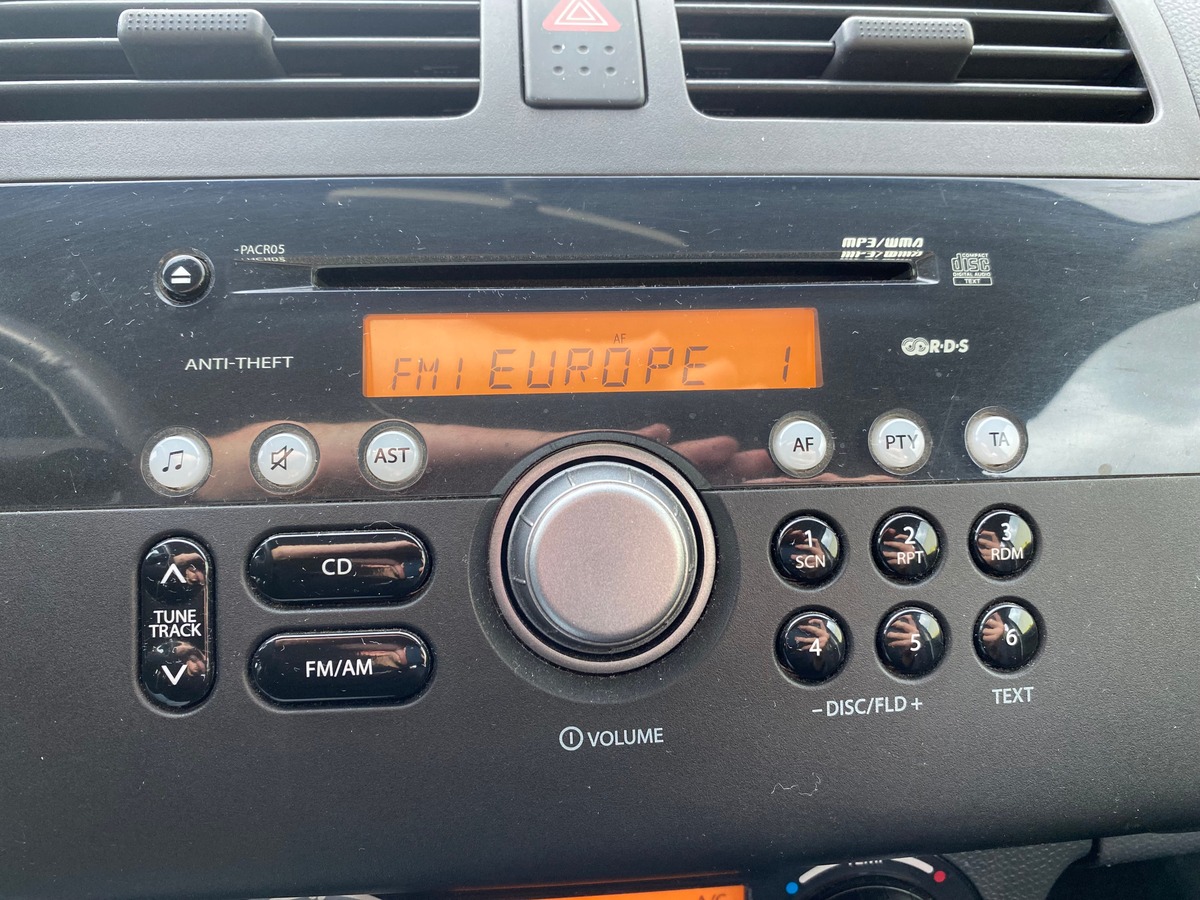 PACR05
MP3/WMA
COMPACT
disc
DIGITAL AUDIO
TEXT
AF
FM1 EUROPE 1
ANTI-THEFT
R·D·S
AST
AF
PTY
TA
TUNE
TRACK
CD
FM/AM
1
SCN
2
RPT
3
RDM
4
5
6
– DISC/FLD +
TEXT
VOLUME